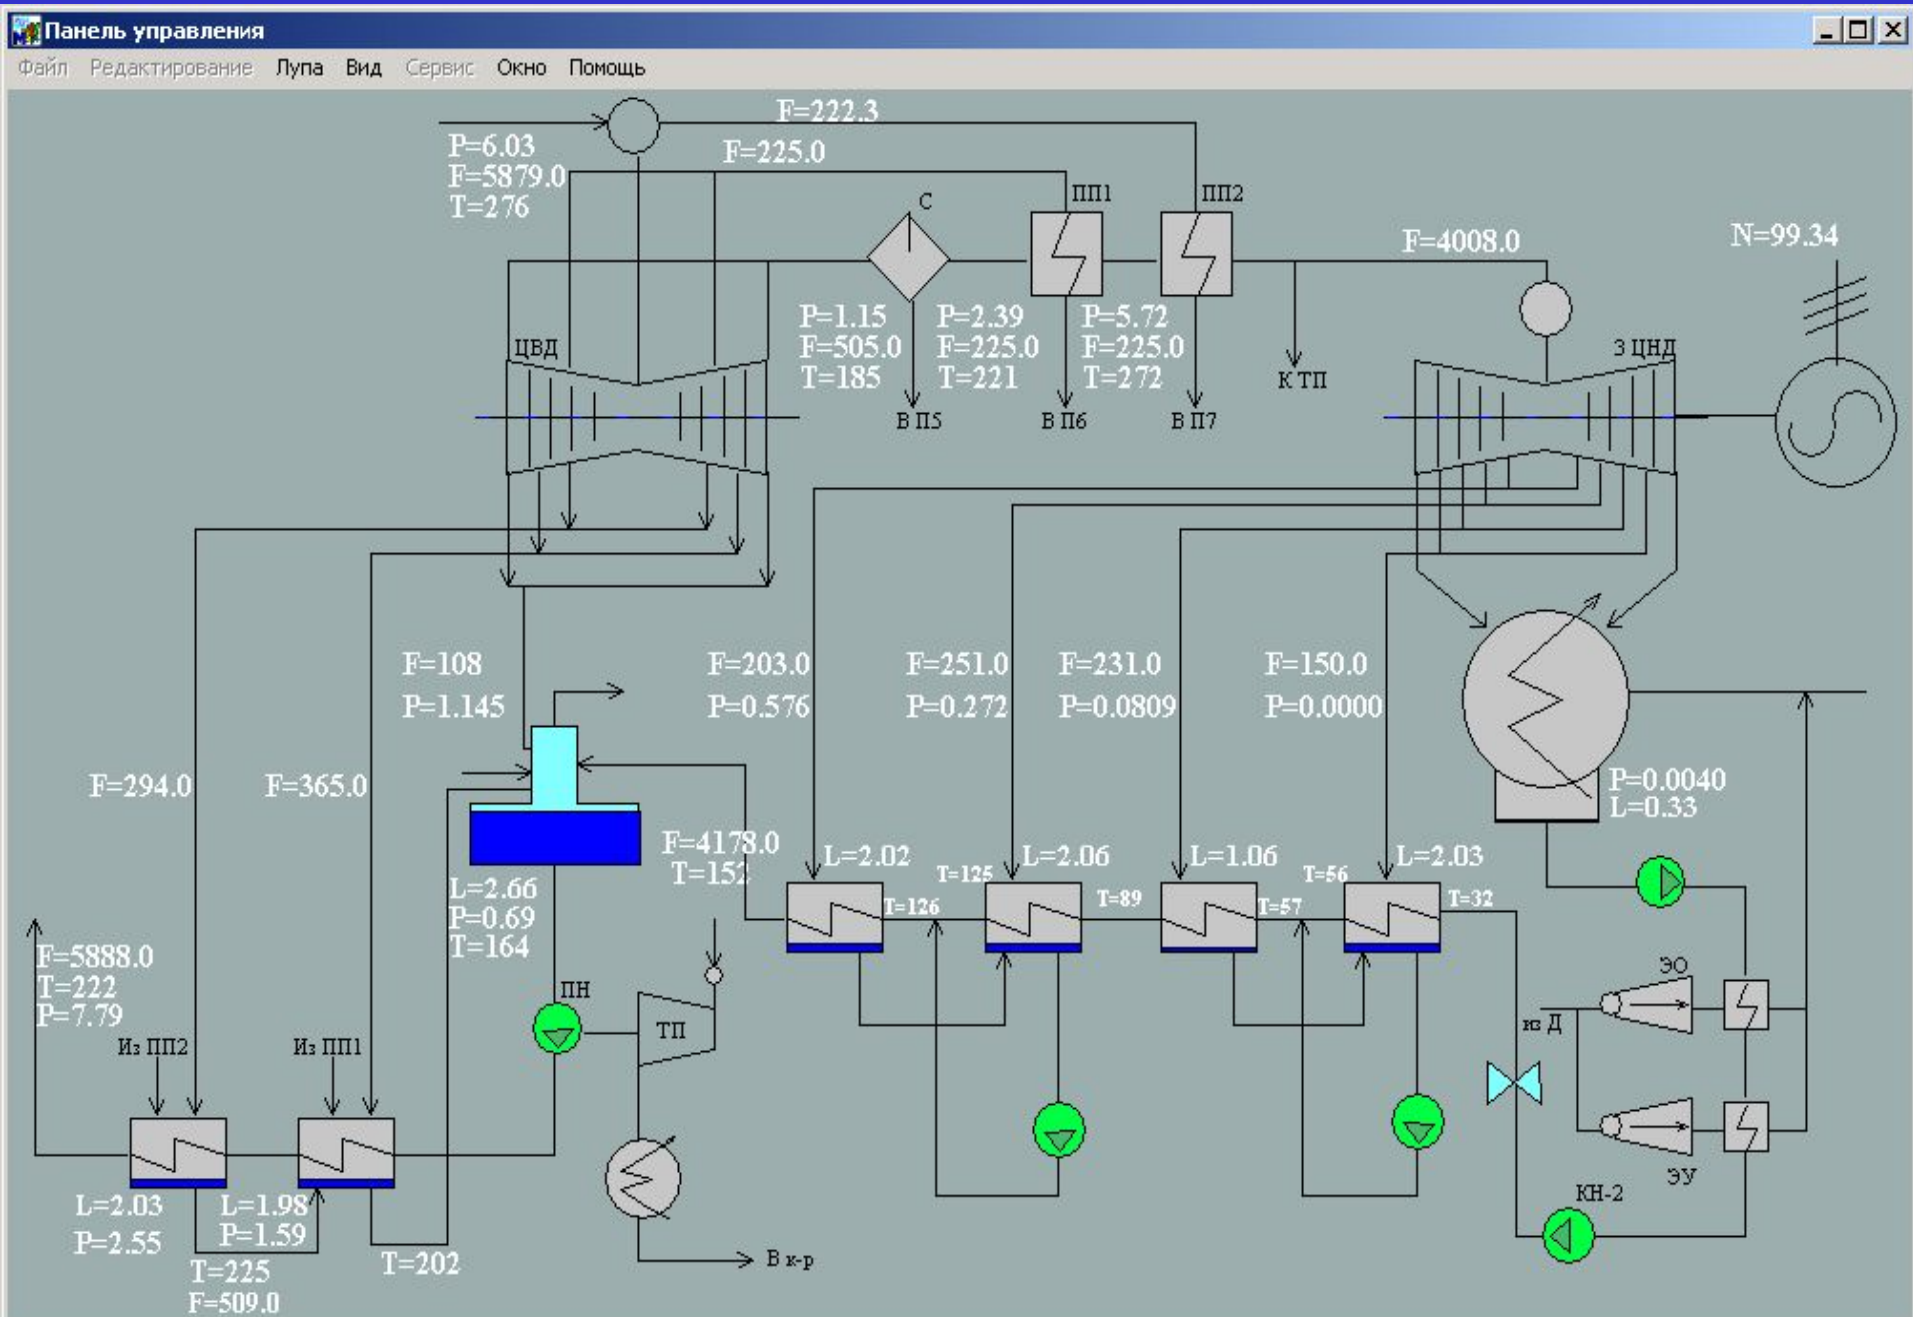 Панель управления
Файл Редактирование Лупа Вид Сервис Окно Помощь
F=222.3
P=6.03
F=5879.0
T=276
F=225.0
С
ПП1
ПП2
F=4008.0
N=99.34
P=1.15
F=505.0
T=185
P=2.39
F=225.0
T=221
P=5.72
F=225.0
T=272
В П5
В П6
В П7
К ТП
ЦВД
3 ЦНД
F=108
P=1.145
F=203.0
P=0.576
F=251.0
P=0.272
F=231.0
P=0.0809
F=150.0
P=0.0000
F=294.0
F=365.0
P=0.0040
L=0.33
F=4178.0
T=152
L=2.02
T=125
L=2.06
L=1.06
T=56
L=2.03
T=126
T=89
T=57
T=32
L=2.66
P=0.69
T=164
F=5888.0
T=222
P=7.79
ПН
ТП
ЭО
из Д
Из ПП2
Из ПП1
ЭУ
КН-2
L=2.03
P=2.55
L=1.98
P=1.59
T=225
F=509.0
T=202
В к-р